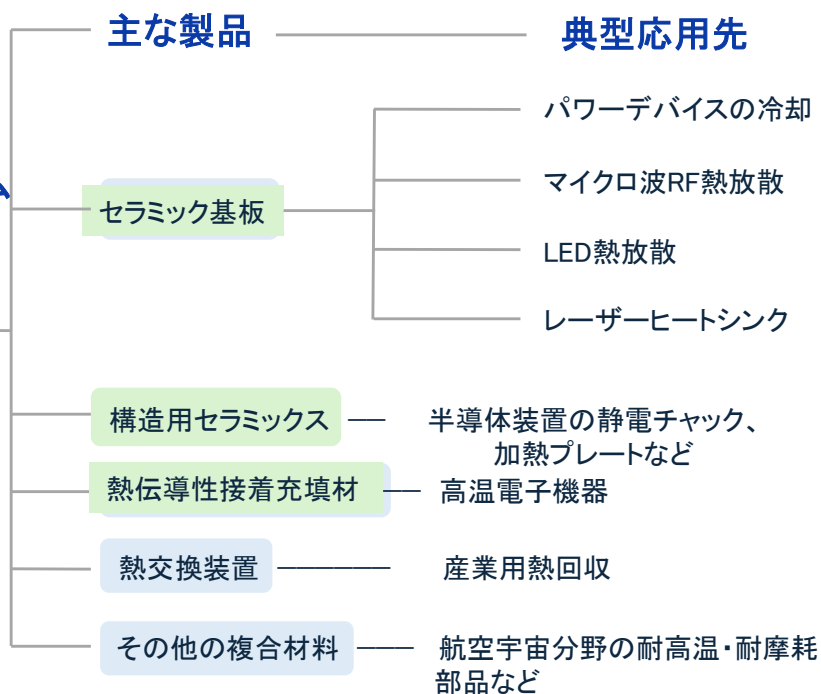 主な製品
典型応用先
パワーデバイスの冷却
マイクロ波RF熱放散
セラミック基板
LED熱放散
レーザーヒートシンク
構造用セラミックス
半導体装置の静電チャック、
加熱プレートなど
熱伝導性接着充填材
高温電子機器
熱交換装置
産業用熱回収
その他の複合材料
航空宇宙分野の耐高温・耐摩耗
部品など